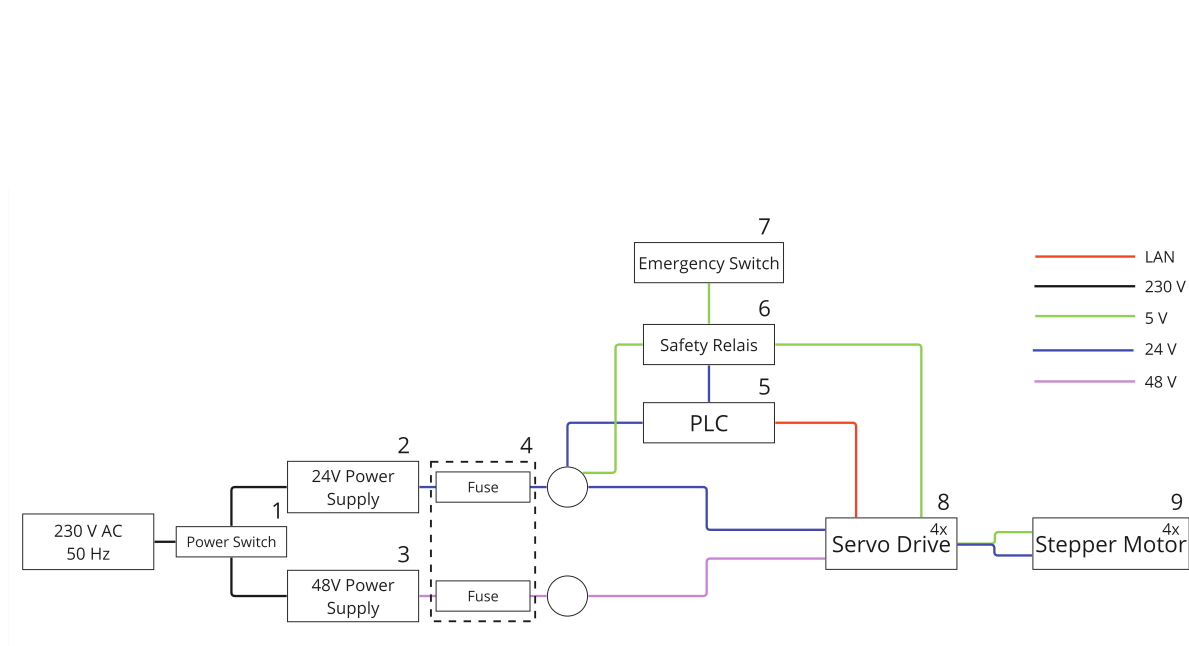 7
Emergency Switch
LAN
230 V
6
5 V
Safety Relais
24 V
5
48 V
PLC
2
4
24V Power
Supply
Fuse
1
8
9
230 V AC
50 Hz
Power Switch
4x
Servo Drive
4x
Stepper Motor
3
48V Power
Supply
Fuse